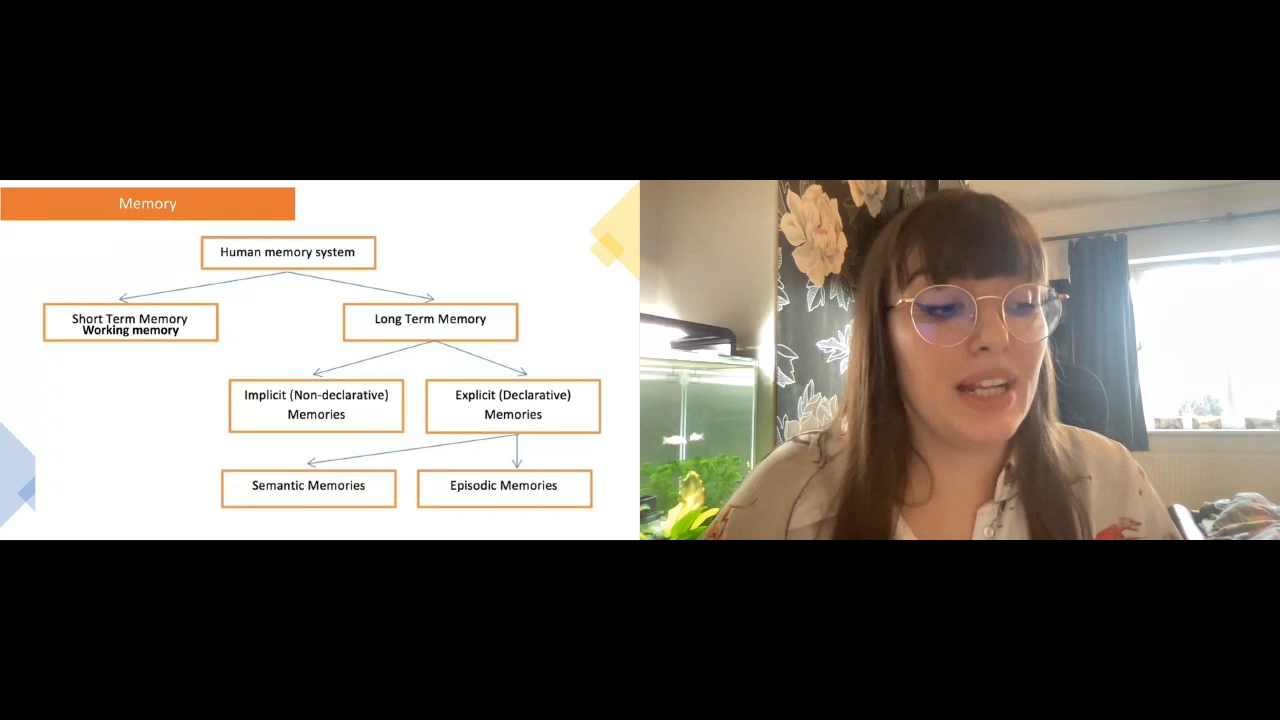 Memory
Human memory system
Short Term Memory
Working memory
Long Term Memory
Implicit (Non-declarative)
Memories
Explicit (Declarative)
Memories
Semantic Memories
Episodic Memories